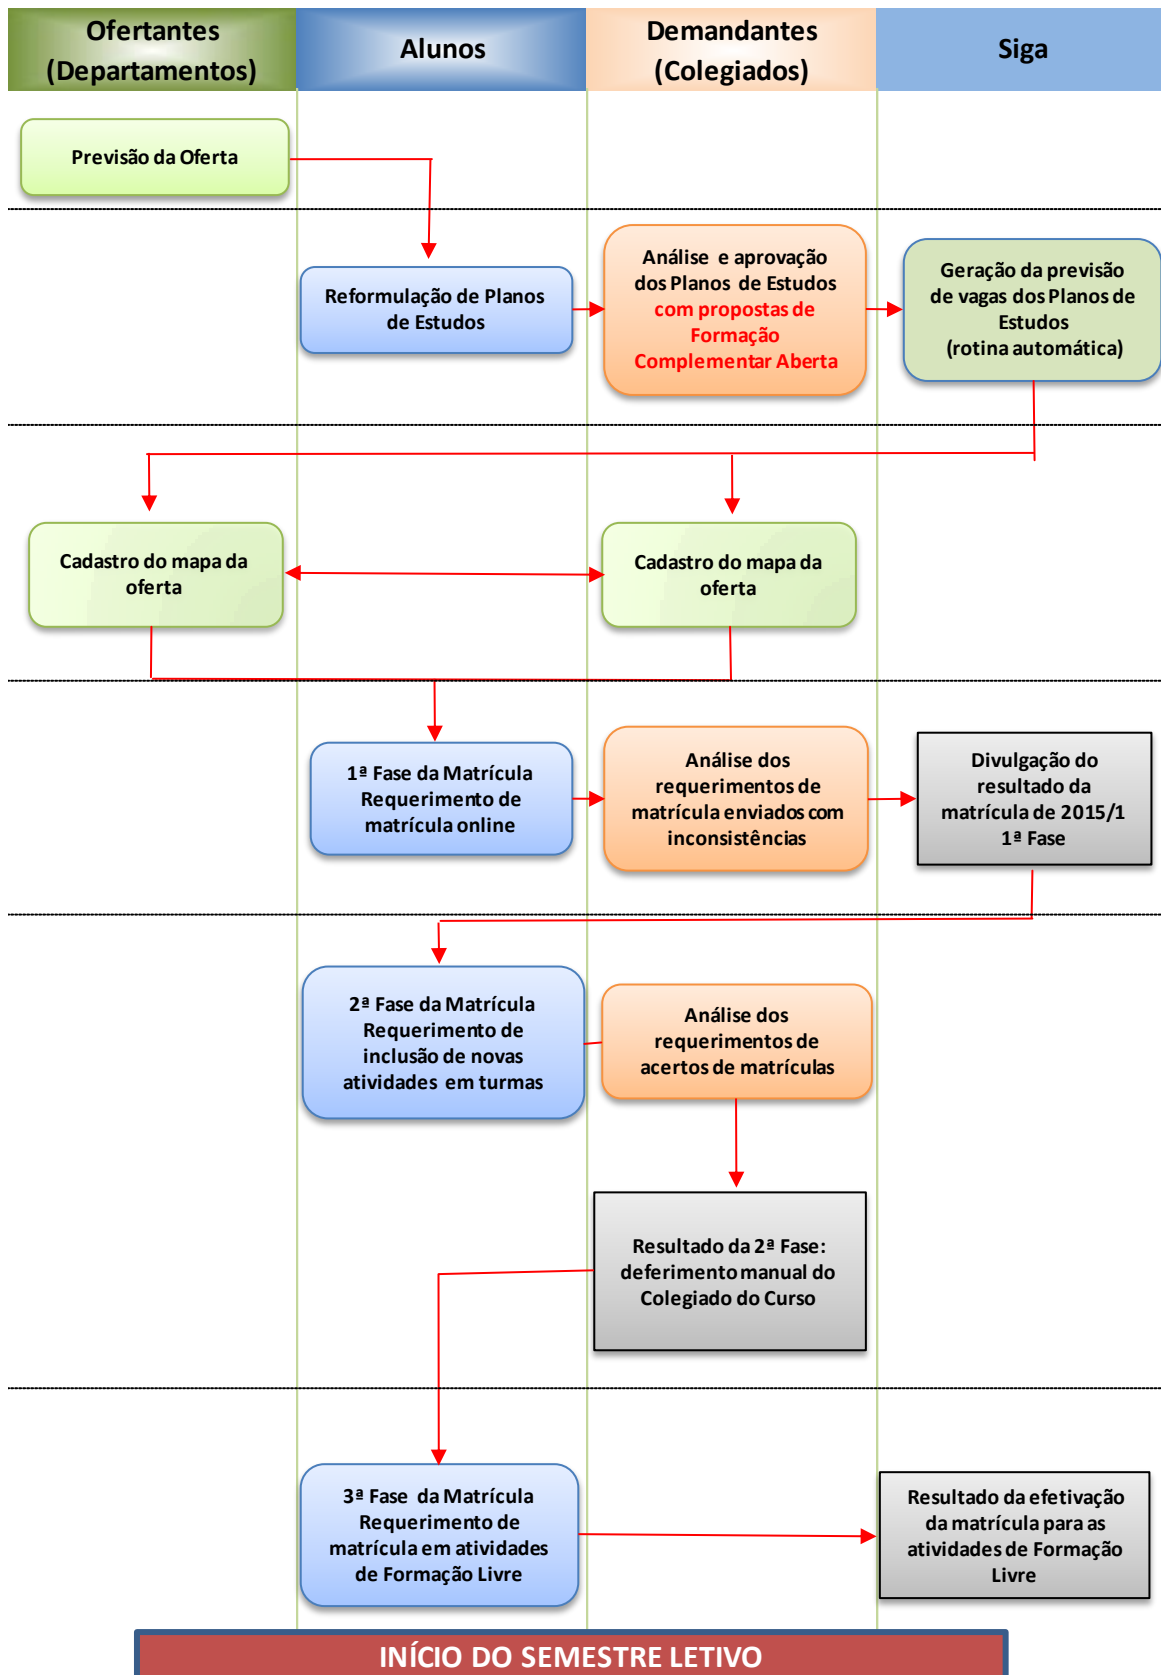 Ofertantes
(Departamentos)
Alunos
Demandantes
(Colegiados)
Siga
Previsão da Oferta
Reformulação de Planos
de Estudos
Análise e aprovação
dos Planos de Estudos
com propostas de
Formação
Complementar Aberta
Geração da previsão
de vagas dos Planos de
Estudos
(rotina automática)
Cadastro do mapa da
oferta
Cadastro do mapa da
oferta
1ª Fase da Matrícula
Requerimento de
matrícula online
Análise dos
requerimentos de
matrícula enviados com
inconsistências
Divulgação do
resultado da
matrícula de 2015/1
1ª Fase
2ª Fase da Matrícula
Requerimento de
inclusão de novas
atividades em turmas
Análise dos
requerimentos de
acertos de matrículas
Resultado da 2ª Fase:
deferimento manual do
Colegiado do Curso
3ª Fase da Matrícula
Requerimento de
matrícula em atividades
de Formação Livre
Resultado da efetivação
da matrícula para as
atividades de Formação
Livre
INÍCIO DO SEMESTRE LETIVO